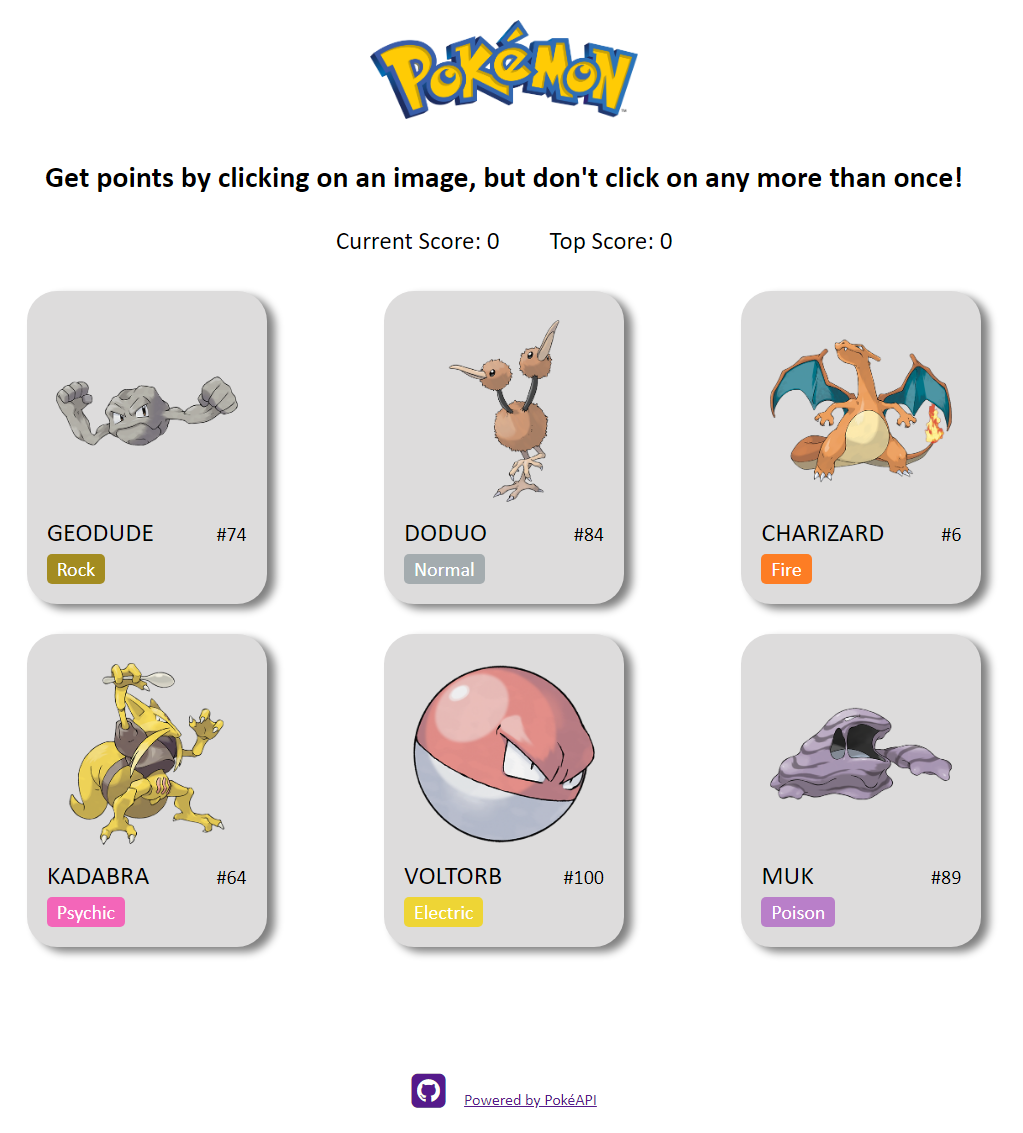 POKéMON
Get points by clicking on an image, but don't click on any more than once!
Current Score: 0 Top Score: 0
GEODUDE #74
Rock
DODUO #84
Normal
CHARIZARD #6
Fire
KADABRA #64
Psychic
VOLTORB #100
Electric
MUK #89
Poison
Powered by PokéAPI